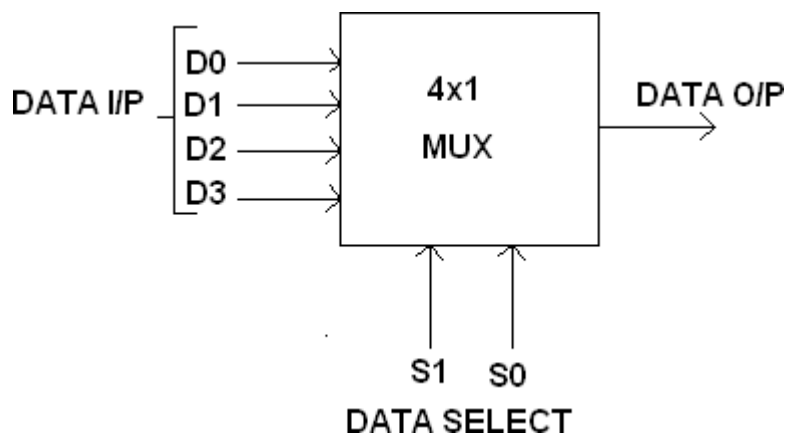 DATA I/P
D0
D1
D2
D3
4x1
MUX
DATA O/P
S1 S0
DATA SELECT